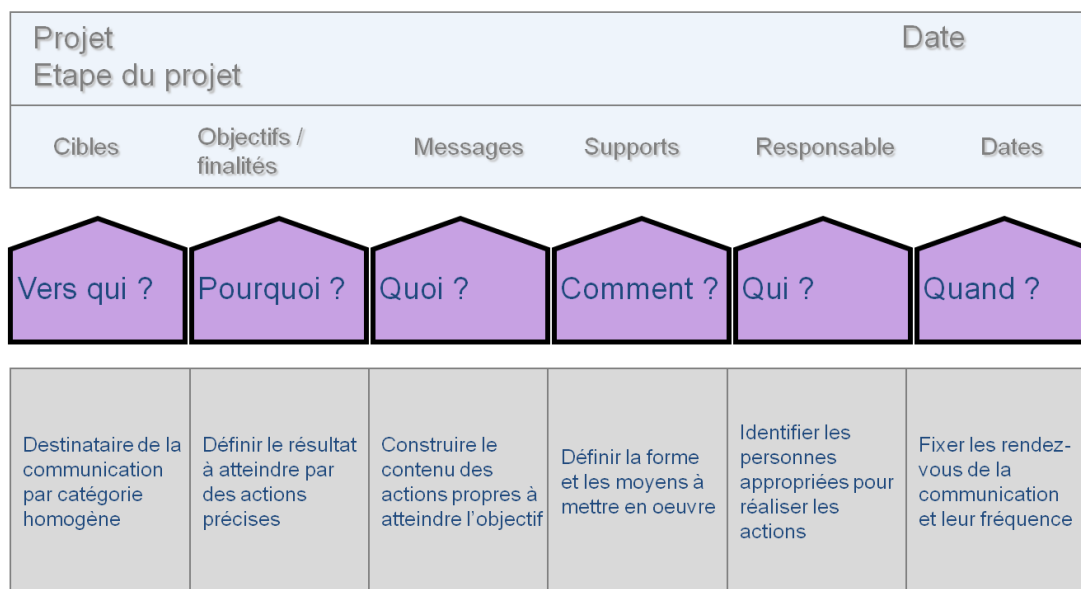 Projet Date
Etape du projet
Cibles
Objectifs /
finalités
Messages
Supports
Responsable
Dates
Vers qui ?
Pourquoi ?
Quoi ?
Comment ?
Qui ?
Quand ?
Destinataire de la
communication
par catégorie
homogène
Définir le résultat
à atteindre par
des actions
précises
Construire le
contenu des
actions propres à
atteindre l'objectif
Définir la forme
et les moyens à
mettre en oeuvre
Identifier les
personnes
appropriées pour
réaliser les
actions
Fixer les rendez-
vous de la
communication
et leur fréquence